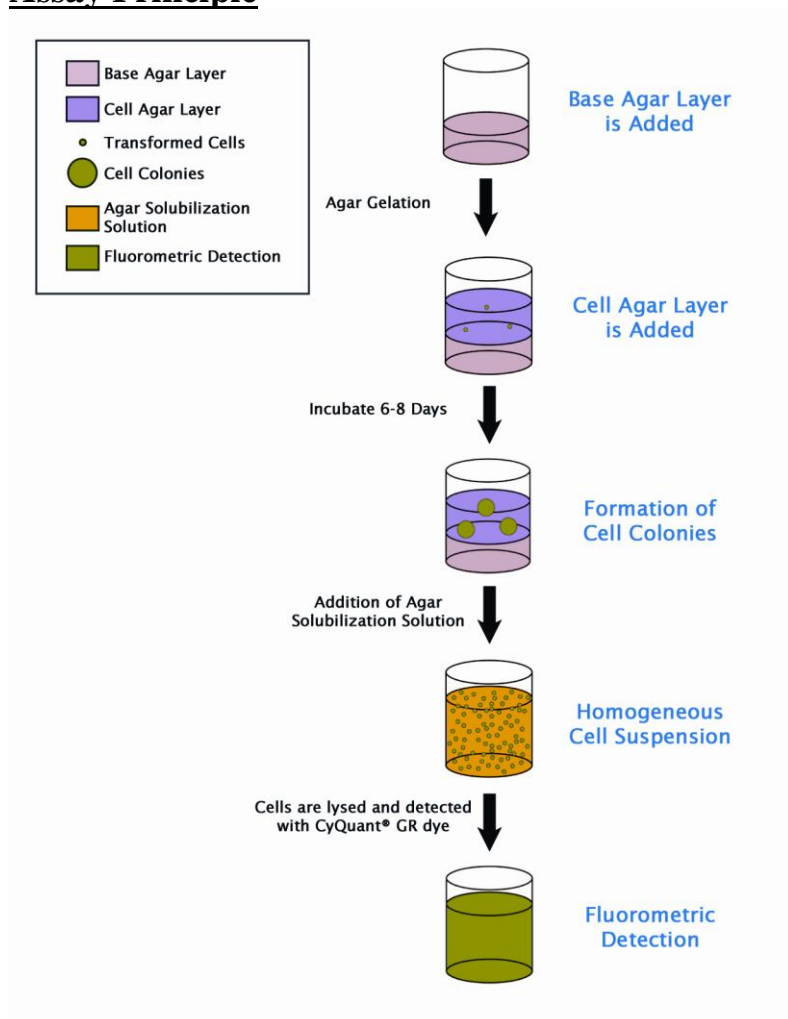 Assay Principle
Base Agar Layer
Cell Agar Layer
Transformed Cells
Cell Colonies
Agar Solubilization
Solution
Fluorometric Detection
Base Agar Layer
is Added
Agar Gelation
Cell Agar Layer
is Added
Incubate 6-8 Days
Formation of
Cell Colonies
Addition of Agar
Solubilization Solution
Homogeneous
Cell Suspension
Cells are lysed and detected
with CyQuant® GR dye
Fluorometric
Detection